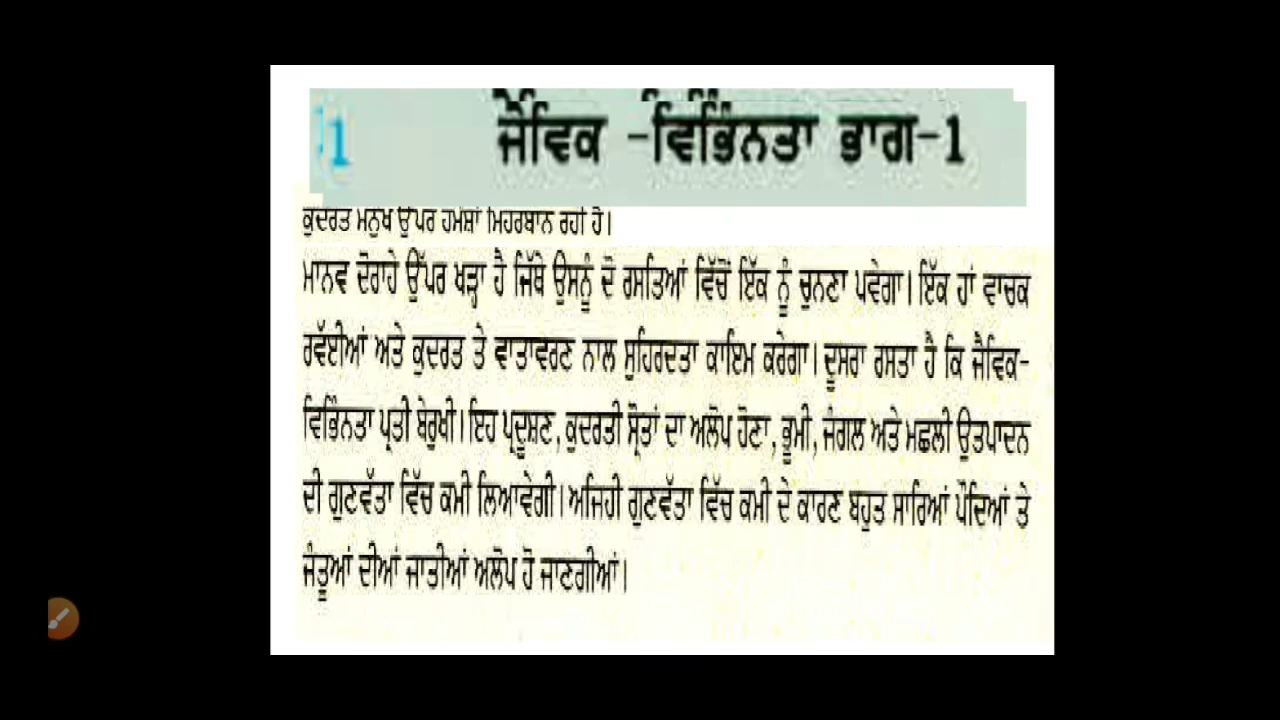 1 ਜੈਵਿਕ -ਵਿਭਿੰਨਤਾ ਭਾਗ-1
ਕੁਦਰਤ ਮਨੁੱਖ ਉੱਪਰ ਹਮੇਸ਼ਾਂ ਮਿਹਰਬਾਨ ਰਹੀ ਹੈ।
ਮਾਨਵ ਦੋਰਾਹੇ ਉੱਪਰ ਖੜ੍ਹਾ ਹੈ ਜਿੱਥੇ ਉਸਨੂੰ ਦੋ ਰਸਤਿਆਂ ਵਿੱਚੋਂ ਇੱਕ ਨੂੰ ਚੁਨਣਾ ਪਵੇਗਾ। ਇੱਕ ਹਾਂ ਵਾਚਕ
ਰਵੱਈਆਂ ਅਤੇ ਕੁਦਰਤ ਤੇ ਵਾਤਾਵਰਣ ਨਾਲ ਸੁਹਿਰਦਤਾ ਕਾਇਮ ਕਰੇਗਾ। ਦੂਸਰਾ ਰਸਤਾ ਹੈ ਕਿ ਜੈਵਿਕ-
ਵਿਭਿੰਨਤਾ ਪ੍ਰਤੀ ਬੇਰੁਖੀ। ਇਹ ਪ੍ਰਦੂਸ਼ਣ, ਕੁਦਰਤੀ ਸ੍ਰੋਤਾਂ ਦਾ ਅਲੋਪ ਹੋਣਾ, ਭੂਮੀ, ਜੰਗਲ ਅਤੇ ਮਛਲੀ ਉਤਪਾਦਨ
ਦੀ ਗੁਣਵੱਤਾ ਵਿੱਚ ਕਮੀ ਲਿਆਵੇਗੀ। ਅਜਿਹੀ ਗੁਣਵੱਤਾ ਵਿੱਚ ਕਮੀ ਦੇ ਕਾਰਣ ਬਹੁਤ ਸਾਰਿਆਂ ਪੌਦਿਆਂ ਤੇ
ਜੰਤੂਆਂ ਦੀਆਂ ਜਾਤੀਆਂ ਅਲੋਪ ਹੋ ਜਾਣਗੀਆਂ।